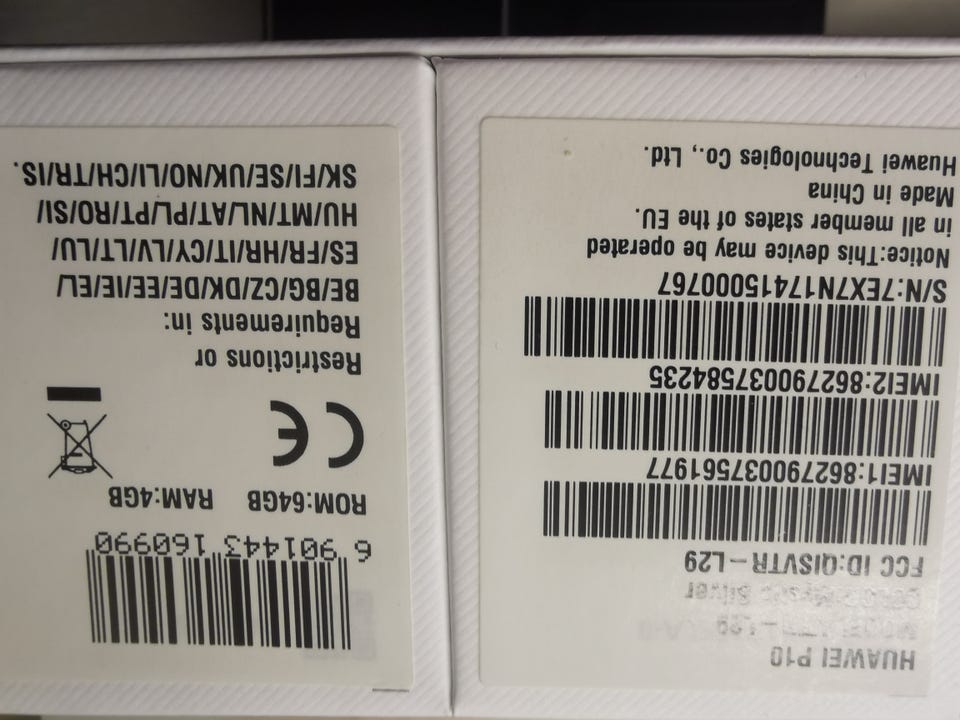 HUAWEI P10
Silver
FCC ID:QISVTR-L29
IMEI1:862790037561977
IMEI2:862790037584235
S/N:7EX7N17415000767
Notice:This device may be operated
in all member states of the EU.
Made in China
Huawei Technologies Co., Ltd.
6 901443 160990
ROM:64GB RAM:4GB
CE
Restrictions or
Requirements in:
BE/BG/CZ/DK/DE/EE/IE/EL/
ES/FR/HR/IT/CY/LV/LT/LU/
HU/MT/NL/AT/PL/PT/RO/SI/
SK/FI/SE/UK/NO/LI/CH/TR/IS.